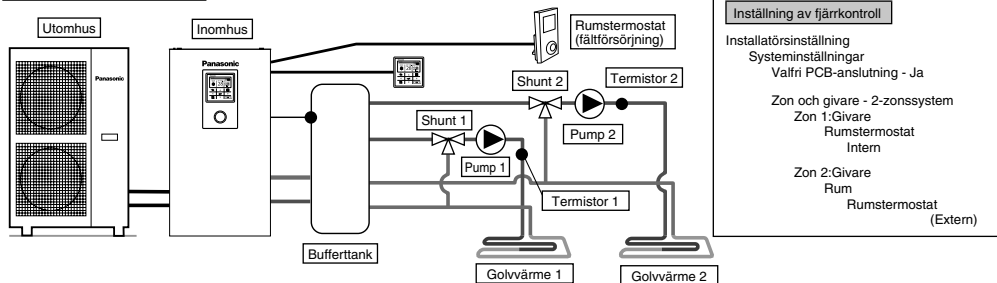 Utomhus
Inomhus
Panasonic
Panasonic
Rumstermostat
(fältförsörjning)
Shunt 2
Termistor 2
Shunt 1
Pump 2
Pump 1
Termistor 1
Bufferttank
Golvvärme 1
Golvvärme 2
Inställning av fjärrkontroll
Installatörsinställning
Systeminställningar
Valfri PCB-anslutning - Ja
Zon och givare - 2-zonssystem
Zon 1:Givare
Rumstermostat
Intern
Zon 2:Givare
Rum
Rumstermostat
(Extern)